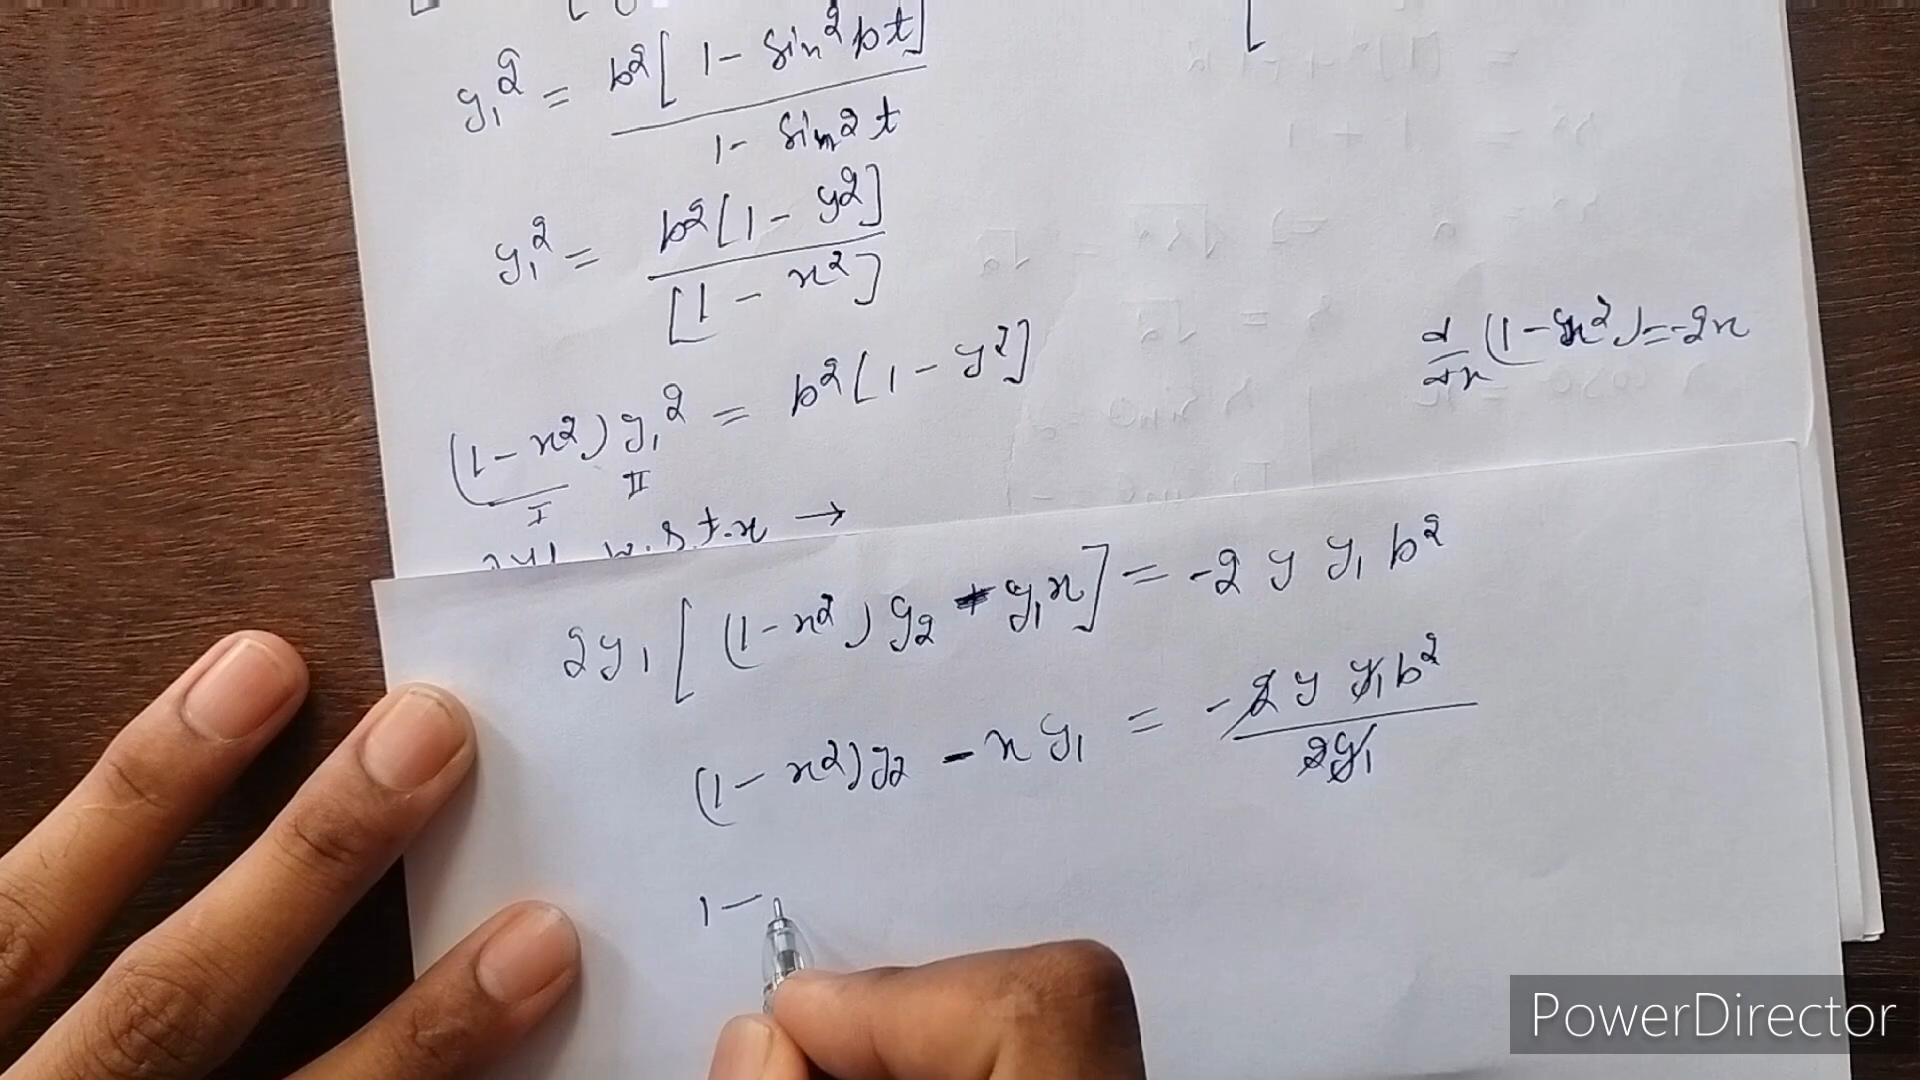 y₁² = b²[1 - sin² bt] / 1 - sin² t
y₁² = b²[1 - y²] / [1 - x²]
(1 - x²) y₁² = b²[1 - y²]
I II
d/dx (1 - x²) = -2x
w.r.t.x →
2y₁ [(1 - x²) y₂ - y₁x] = -2 y y₁ b²
(1 - x²) y₂ - x y₁ = -2 y y₁ b² / 2y₁
1 -
PowerDirector